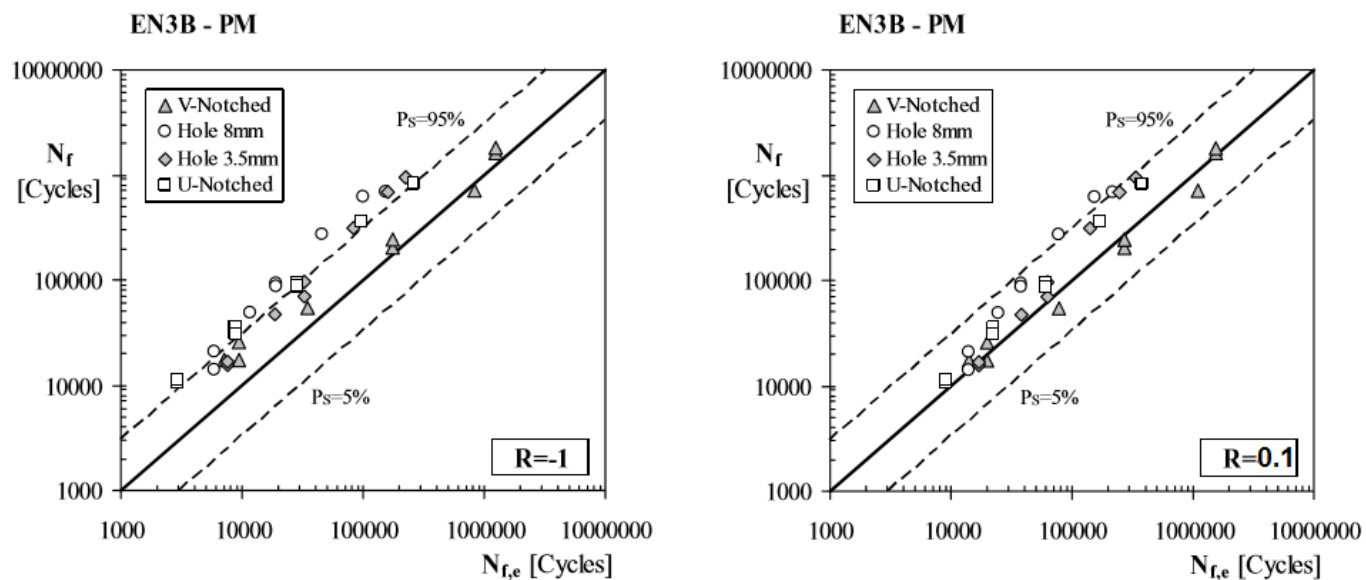 EN3B - PM
10000000
1000000
100000
10000
1000
N_f
[Cycles]
V-Notched
Hole 8mm
Hole 3.5mm
U-Notched
Ps=95%
Ps=5%
R=-1
1000 10000 100000 1000000 10000000
N_f,e [Cycles]
EN3B - PM
10000000
100000
10000
1000
N_f
[Cycles]
V-Notched
Hole 8mm
Hole 3.5mm
U-Notched
Ps=95%
Ps=5%
R=0.1
1000 10000 100000 1000000 10000000
N_f,e [Cycles]